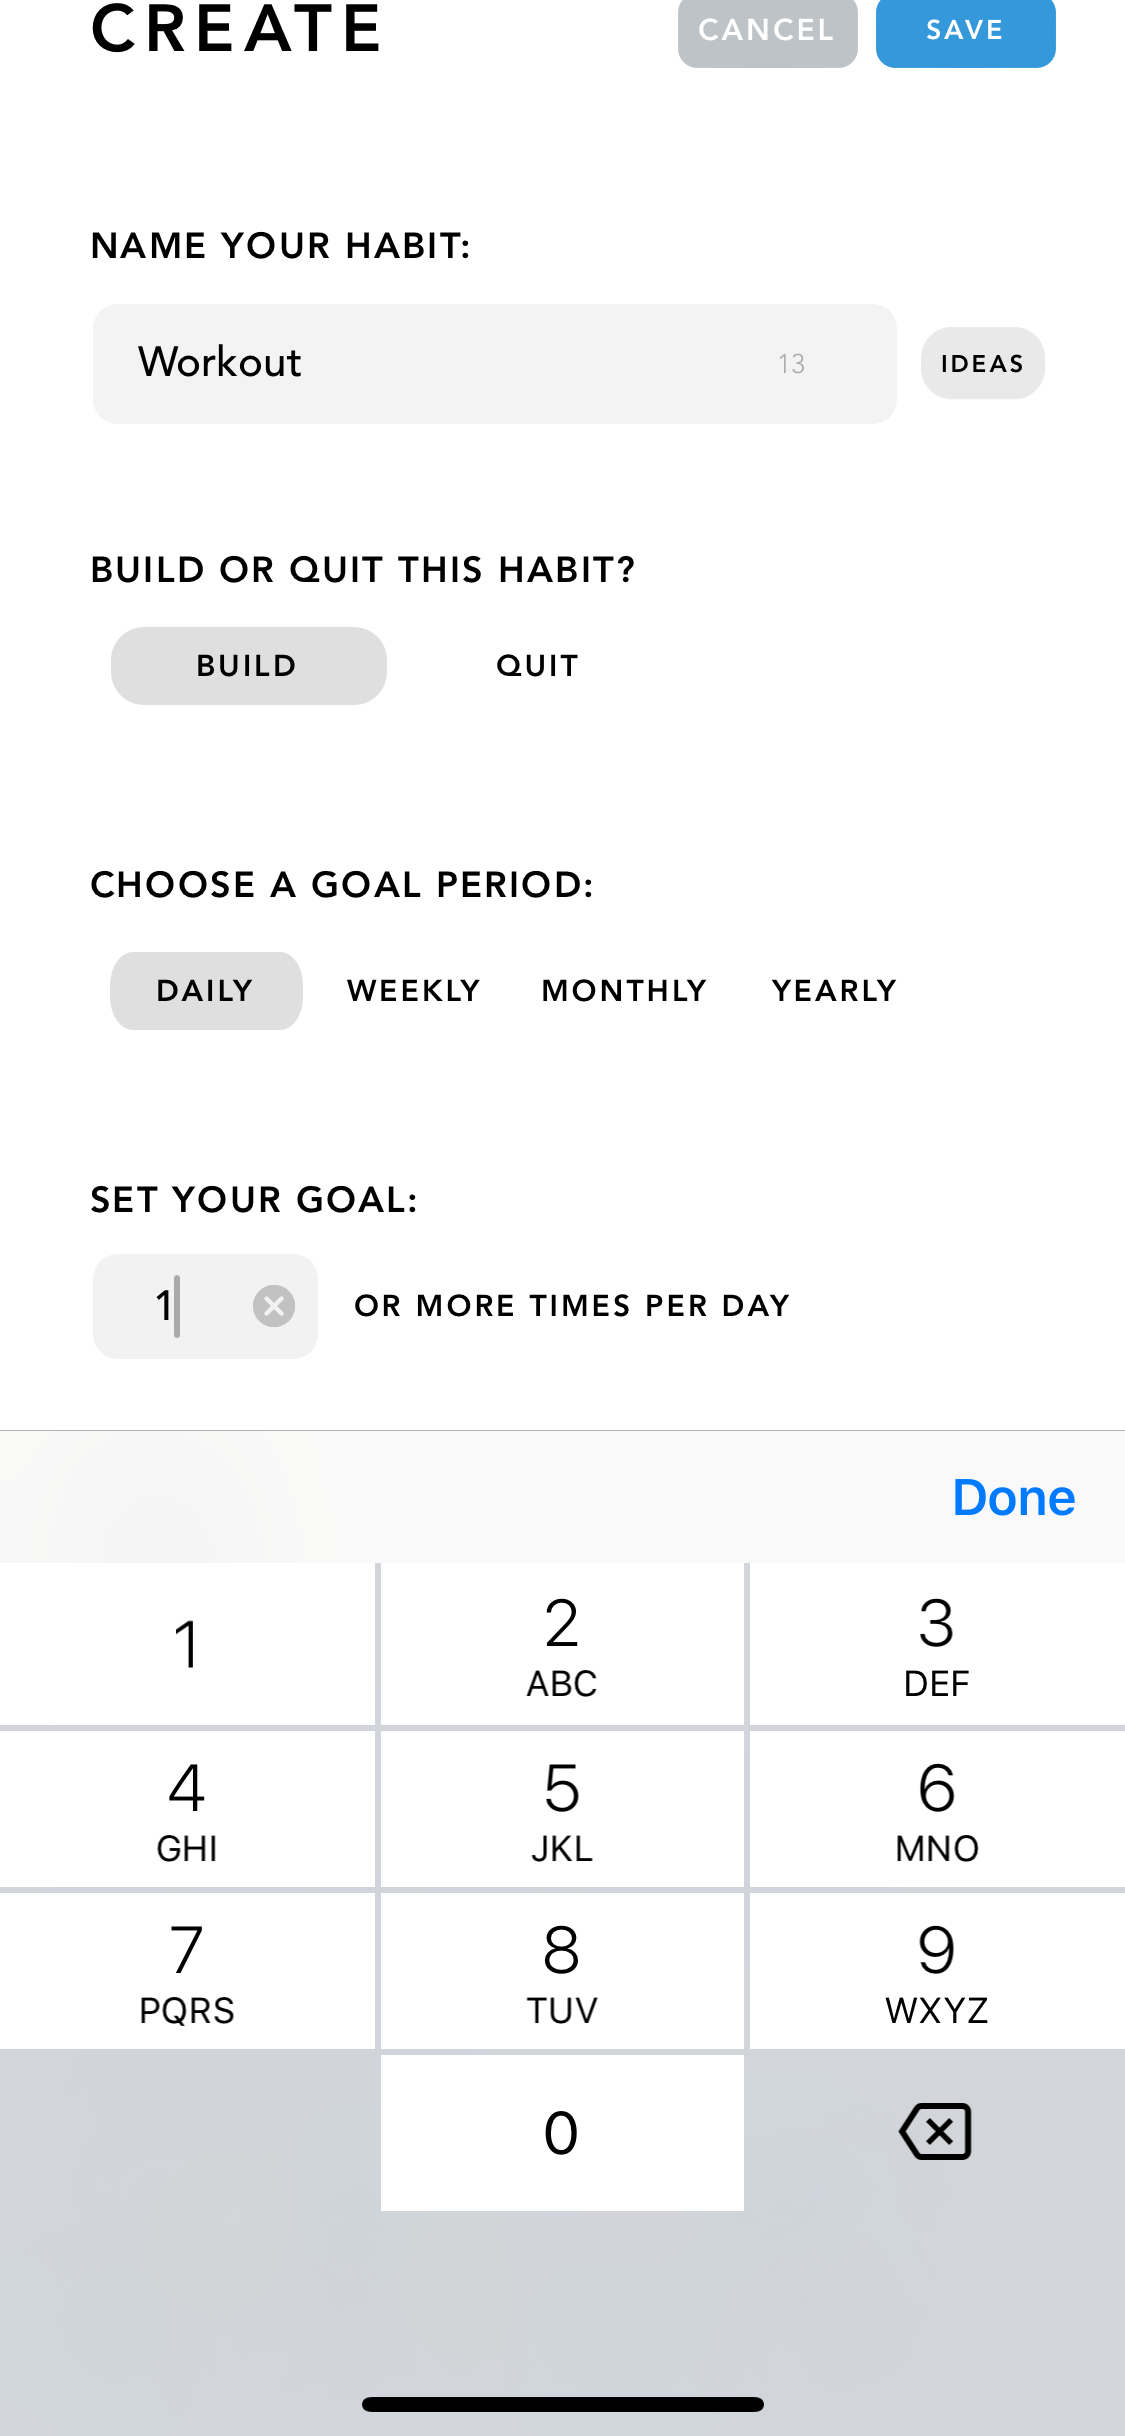 CREATE CANCEL SAVE
NAME YOUR HABIT:
Workout 13 IDEAS
BUILD OR QUIT THIS HABIT?
BUILD QUIT
CHOOSE A GOAL PERIOD:
DAILY WEEKLY MONTHLY YEARLY
SET YOUR GOAL:
1 OR MORE TIMES PER DAY
Done
1 2 3
ABC DEF
4 5 6
GHI JKL MNO
7 8 9
PQRS TUV WXYZ
0